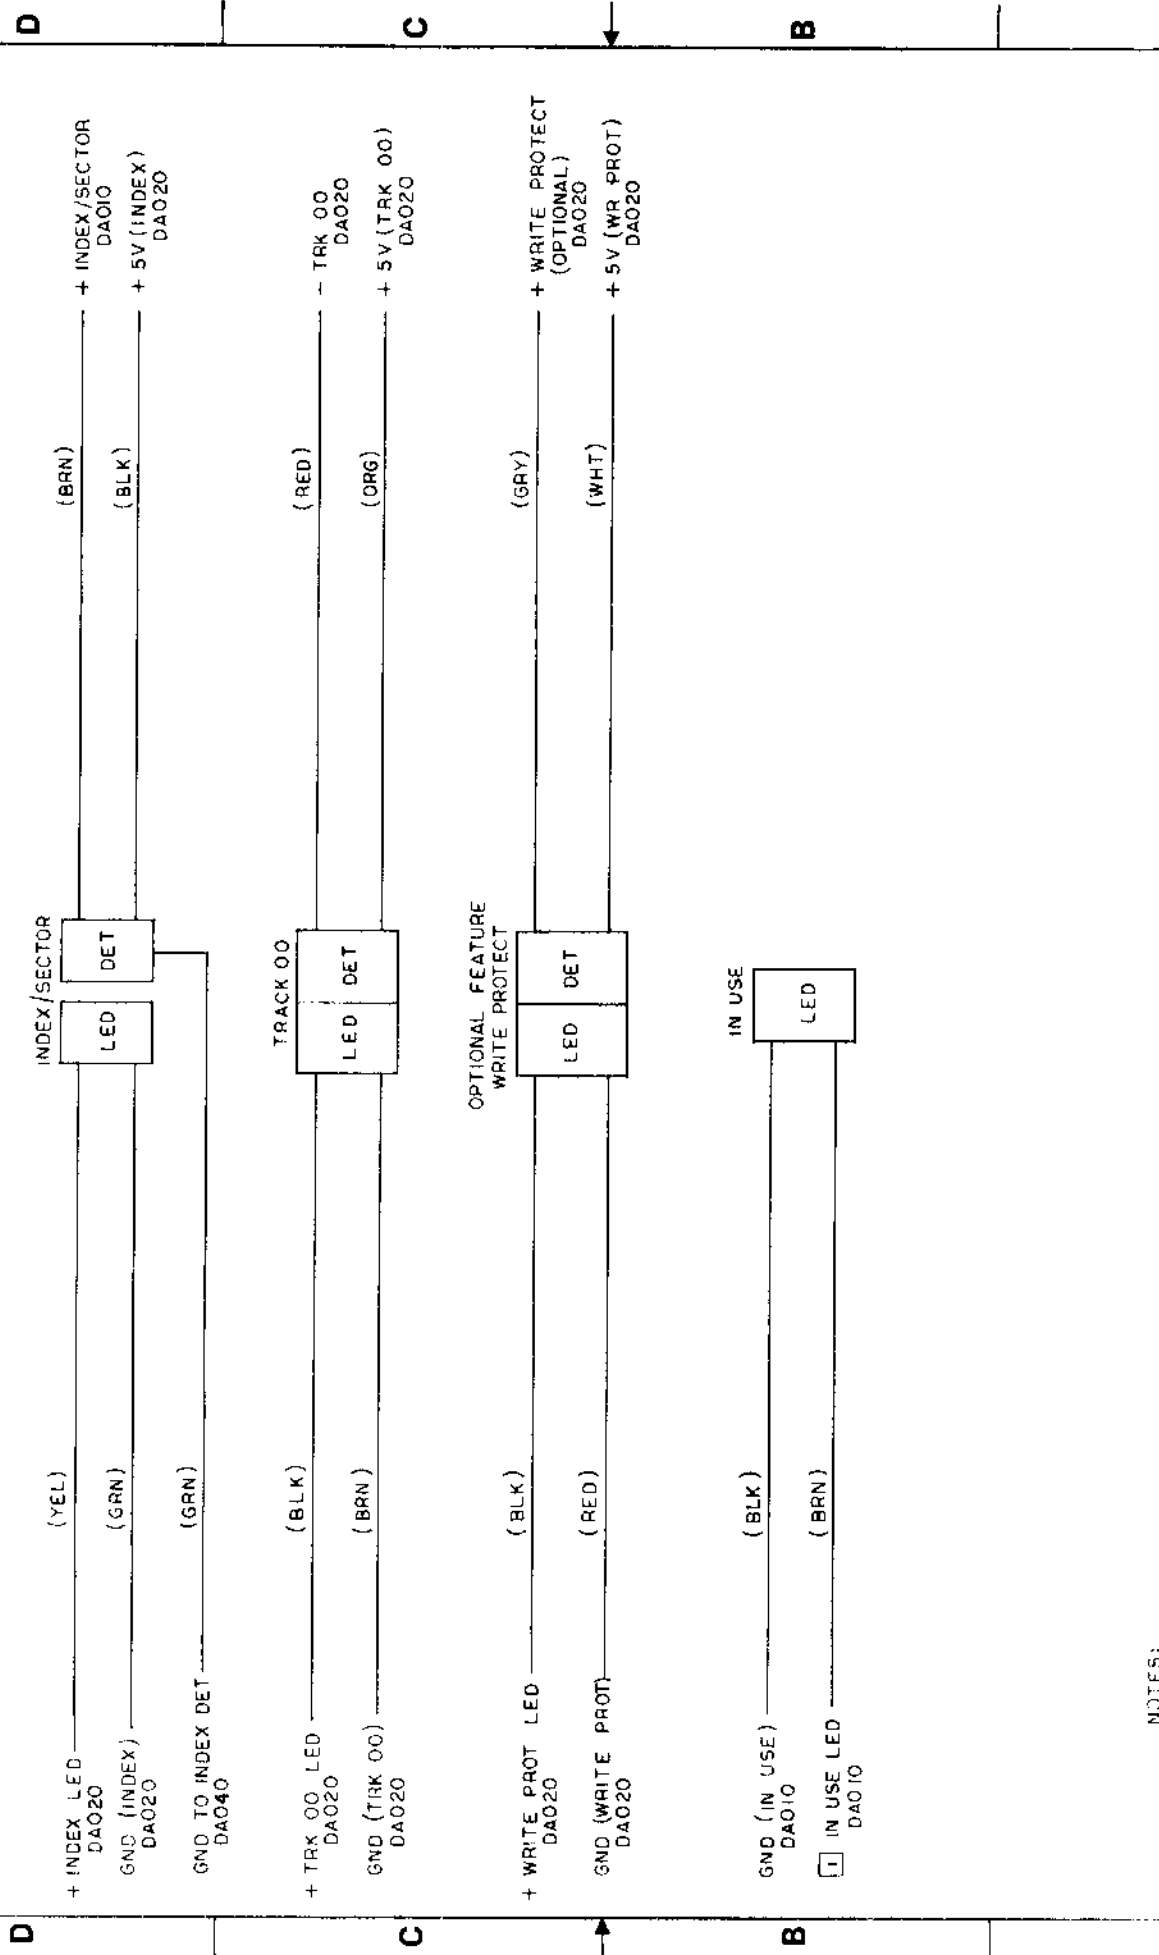 D
C
B
INDEX/SECTOR
LED
DET
+ INDEX LED
DA020
(YEL)
(BRN)
+ INDEX/SECTOR
DA010
GND (INDEX)
DA020
(GRN)
(BLK)
+ 5V (INDEX)
DA020
GND TO INDEX DET
DA040
(GRN)
TRACK 00
LED
DET
+ TRK 00 LED
DA020
(BLK)
(RED)
- TRK 00
DA020
GND (TRK 00)
DA020
(BRN)
(ORG)
+ 5V (TRK 00)
DA020
OPTIONAL FEATURE
WRITE PROTECT
LED
DET
+ WRITE PROT LED
DA020
(BLK)
(GRY)
+ WRITE PROTECT
(OPTIONAL)
DA020
GND (WRITE PROT)
DA020
(RED)
(WHT)
+ 5V (WR PROT)
DA020
IN USE
LED
GND (IN USE)
DA010
(BLK)
1 IN USE LED
DA010
(BRN)
NOTES:
D
C
B